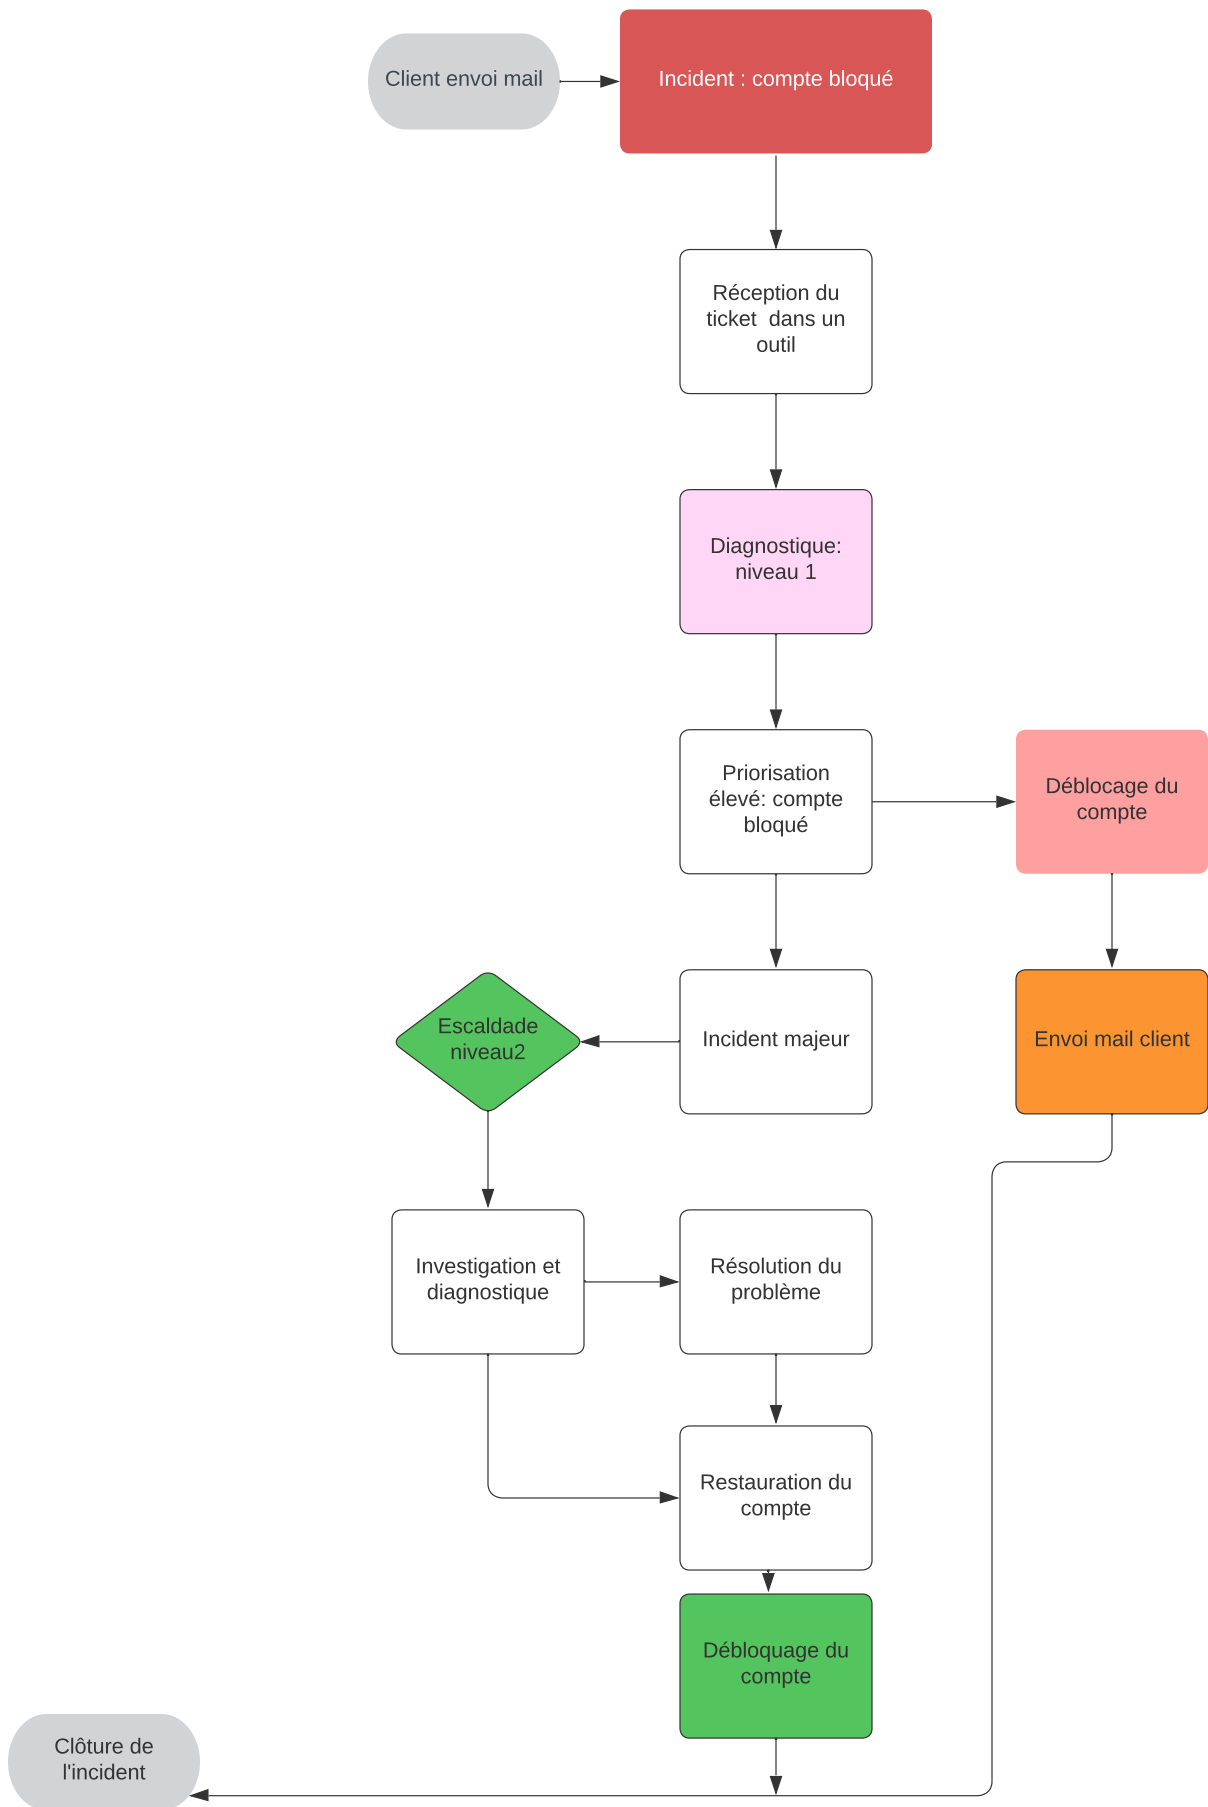 Client envoi mail
Incident : compte bloqué
Réception du
ticket  dans un
outil
Diagnostique:
niveau 1
Priorisation
élevé: compte
bloqué
Déblocage du
compte
Escaldade
niveau2
Incident majeur
Envoi mail client
Investigation et
diagnostique
Résolution du
problème
Restauration du
compte
Débloquage du
compte
Clôture de
l'incident